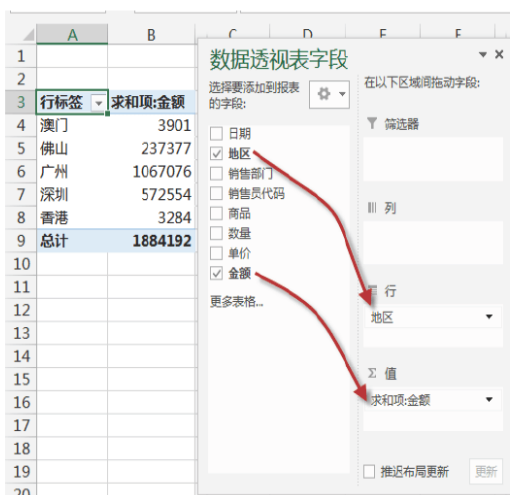 A B C D E F
1
2
3 行标签 求和项:金额
4 澳门 3901
5 佛山 237377
6 广州 1067076
7 深圳 572554
8 香港 3284
9 总计 1884192
10
11
12
13
14
15
16
17
18
19
20
数据透视表字段
选择要添加到报表
的字段:
日期
地区
销售部门
销售员代码
商品
数量
单价
金额
更多表格...
在以下区域间拖动字段:
筛选器
列
行
地区
Σ 值
求和项:金额
推迟布局更新 更新